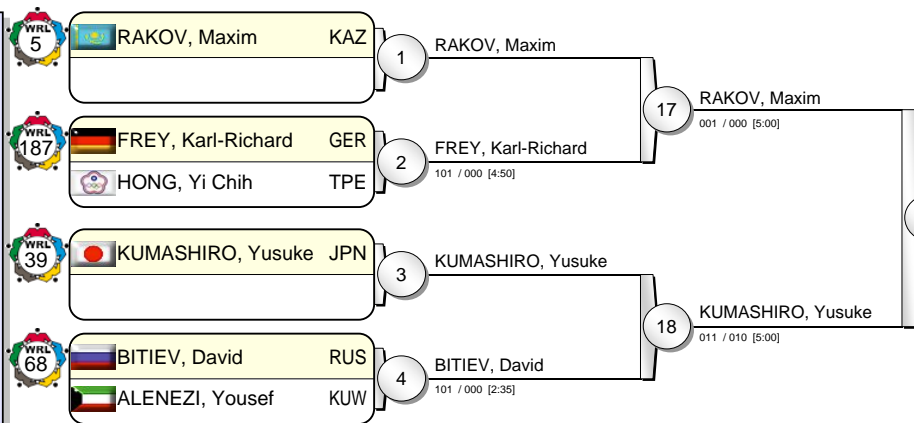 WRL
5
RAKOV, Maxim KAZ
1
RAKOV, Maxim
17
RAKOV, Maxim
001 / 000 [5:00]
WRL
187
FREY, Karl-Richard GER
HONG, Yi Chih TPE
2
FREY, Karl-Richard
101 / 000 [4:50]
WRL
39
KUMASHIRO, Yusuke JPN
3
KUMASHIRO, Yusuke
18
KUMASHIRO, Yusuke
011 / 010 [5:00]
WRL
68
BITIEV, David RUS
ALENEZI, Yousef KUW
4
BITIEV, David
101 / 000 [2:35]